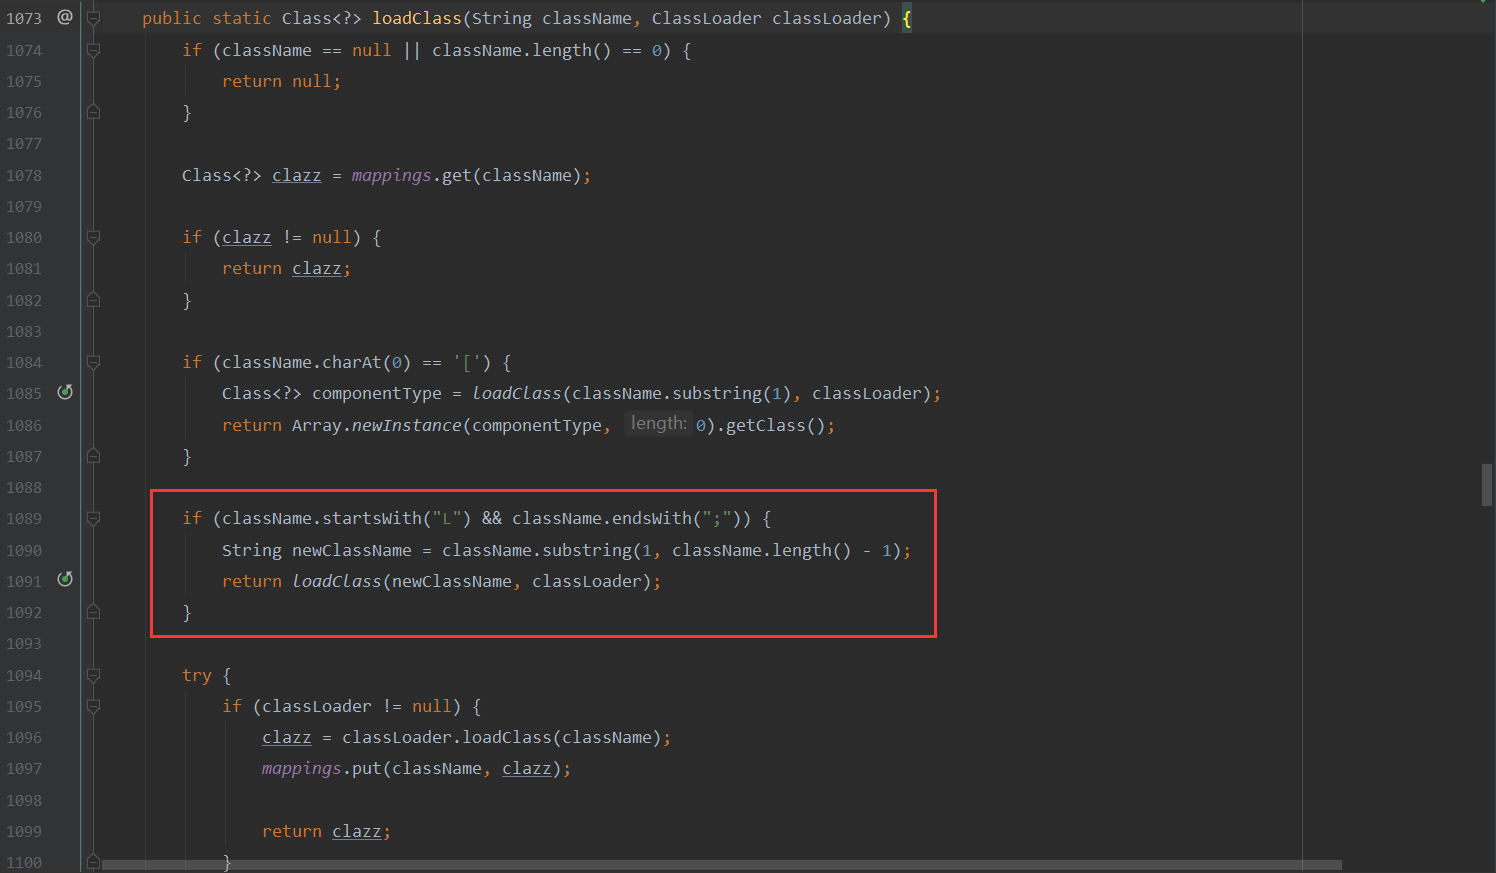 1073 @ public static Class<?> loadClass(String className, ClassLoader classLoader) {
1074 if (className == null || className.length() == 0) {
1075 return null;
1076 }
1077
1078 Class<?> clazz = mappings.get(className);
1079
1080 if (clazz != null) {
1081 return clazz;
1082 }
1083
1084 if (className.charAt(0) == '[') {
1085 Class<?> componentType = loadClass(className.substring(1), classLoader);
1086 return Array.newInstance(componentType, length: 0).getClass();
1087 }
1088
1089 if (className.startsWith("L") && className.endsWith(";")) {
1090 String newClassName = className.substring(1, className.length() - 1);
1091 return loadClass(newClassName, classLoader);
1092 }
1093
1094 try {
1095 if (classLoader != null) {
1096 clazz = classLoader.loadClass(className);
1097 mappings.put(className, clazz);
1098
1099 return clazz;
1100 }